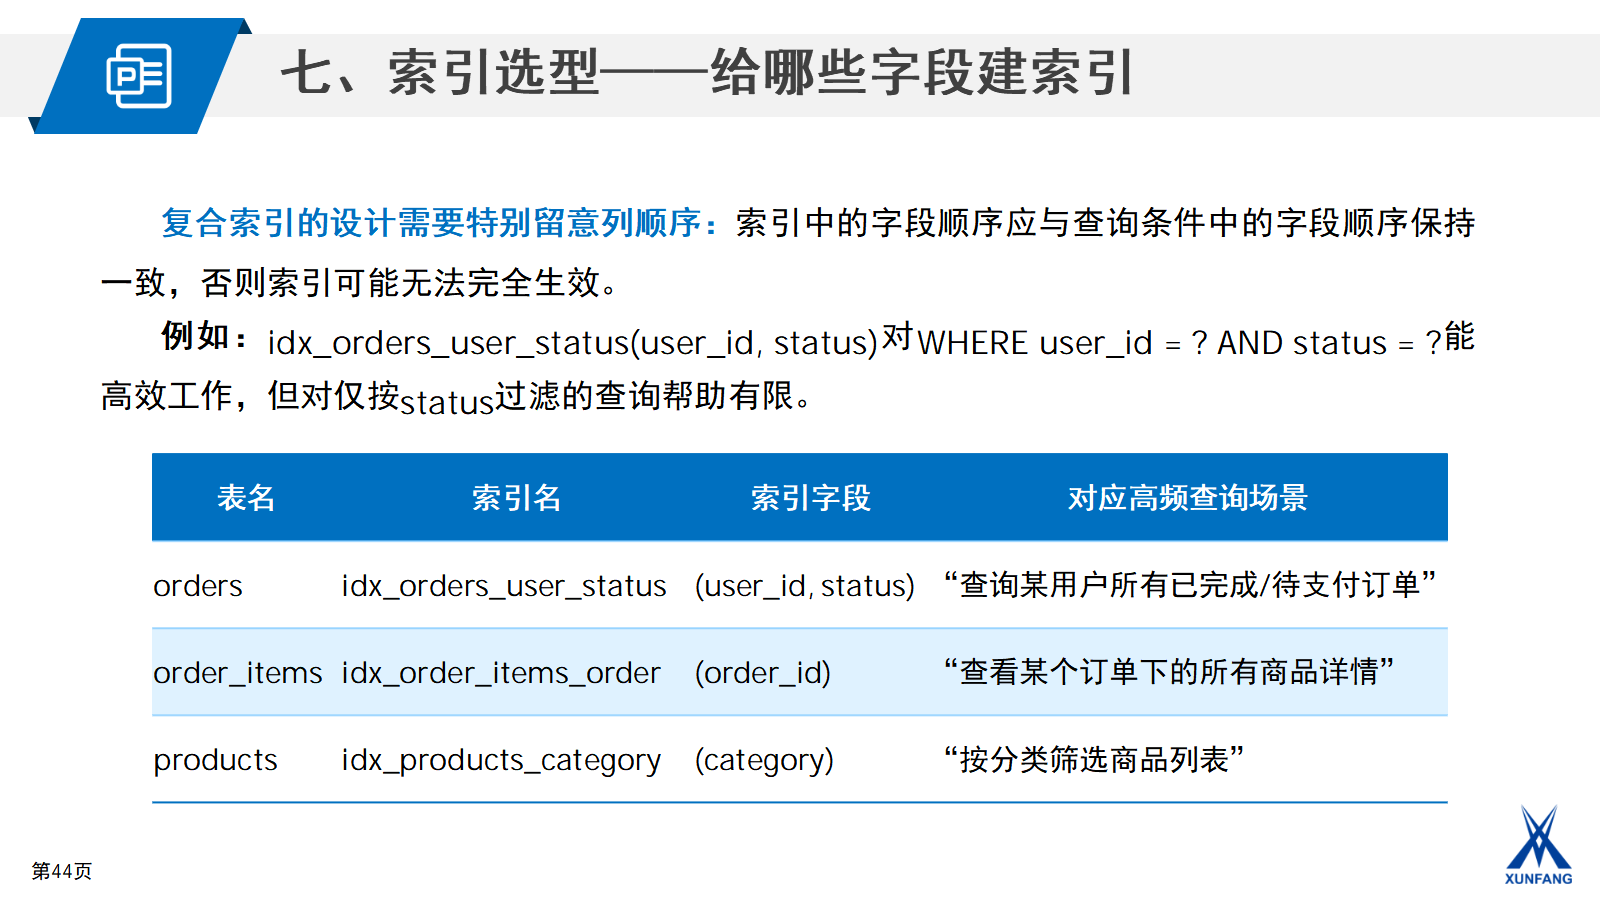 七、索引选型——给哪些字段建索引
复合索引的设计需要特别留意列顺序：索引中的字段顺序应与查询条件中的字段顺序保持
一致，否则索引可能无法完全生效。
例如：idx_orders_user_status(user_id, status)对WHERE user_id = ? AND status = ?能
高效工作，但对仅按status过滤的查询帮助有限。
表名 索引名 索引字段 对应高频查询场景
orders idx_orders_user_status (user_id, status) “查询某用户所有已完成/待支付订单”
order_items idx_order_items_order (order_id) “查看某个订单下的所有商品详情”
products idx_products_category (category) “按分类筛选商品列表”
第44页
XUNFANG